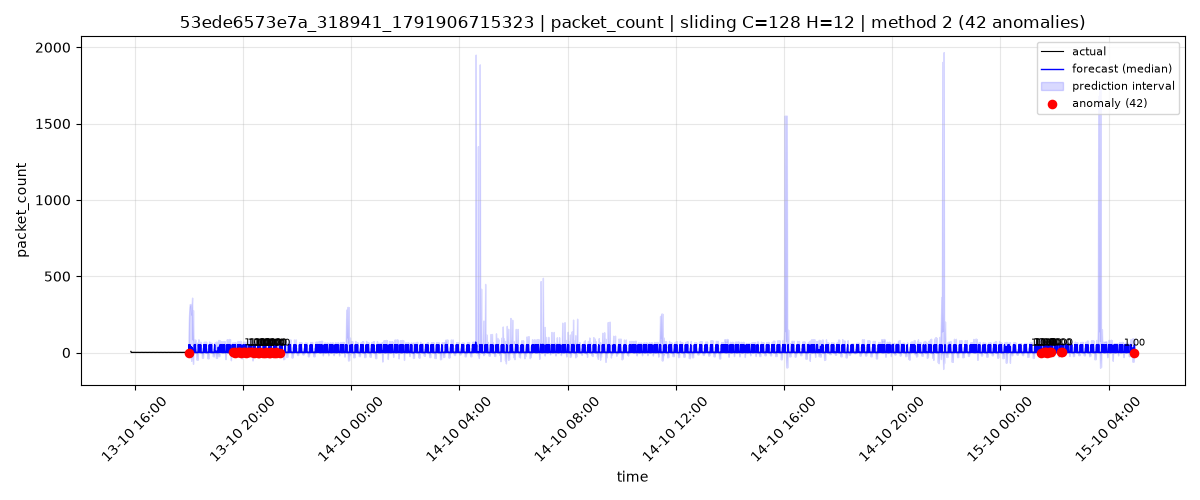 53ede6573e7a_318941_1791906715323 | packet_count | sliding C=128 H=12 | method 2 (42 anomalies)
actual
forecast (median)
prediction interval
anomaly (42)
packet_count
2000
1500
1000
500
0
1.00
13-10 16:00
13-10 20:00
14-10 00:00
14-10 04:00
14-10 08:00
14-10 12:00
14-10 16:00
14-10 20:00
15-10 00:00
15-10 04:00
time